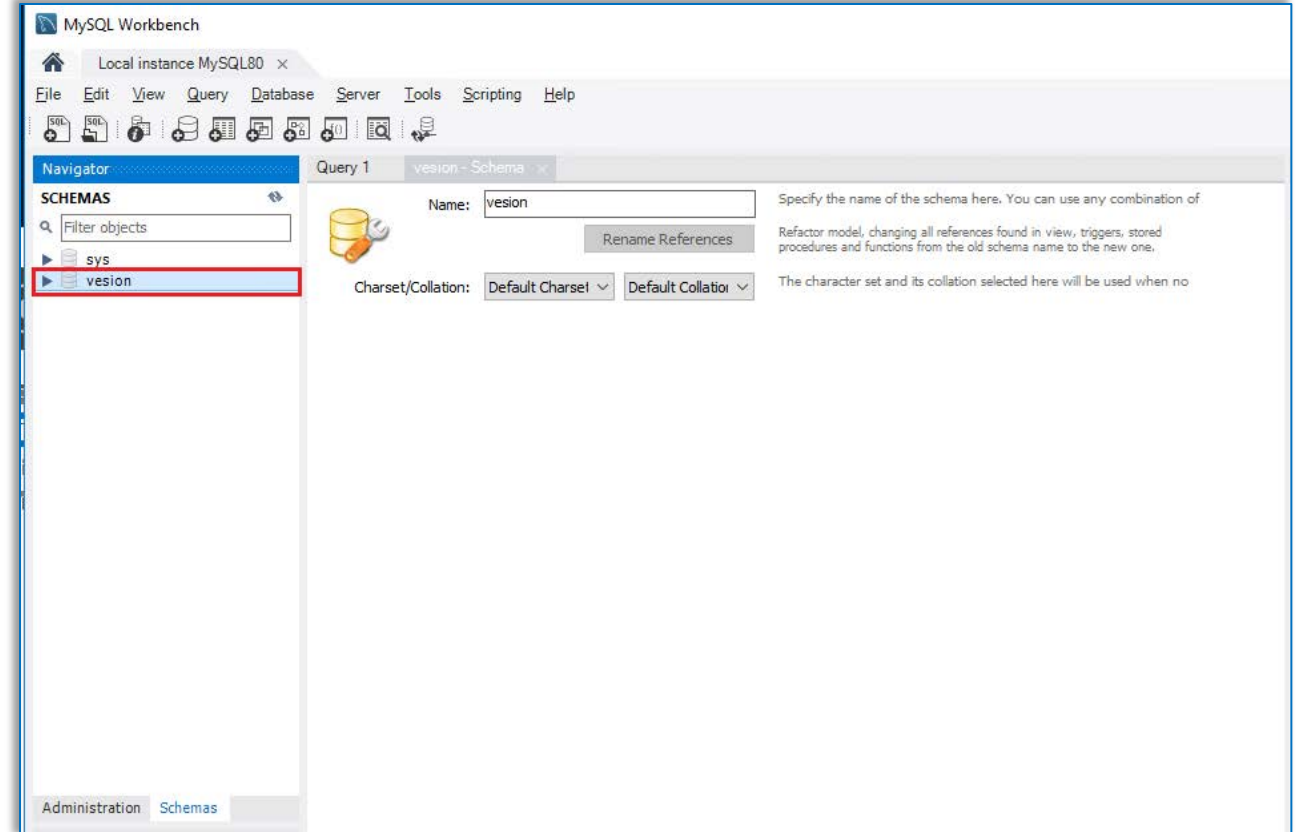 MySQL Workbench
Local instance MySQL80 ×
File Edit View Query Database Server Tools Scripting Help
Navigator
Query 1 vesion - Schema ×
SCHEMAS
Filter objects
sys
vesion
Name: vesion
Specify the name of the schema here. You can use any combination of
Rename References
Refactor model, changing all references found in view, triggers, stored
procedures and functions from the old schema name to the new one.
Charset/Collation: Default Charset Default Collation
The character set and its collation selected here will be used when no
Administration Schemas